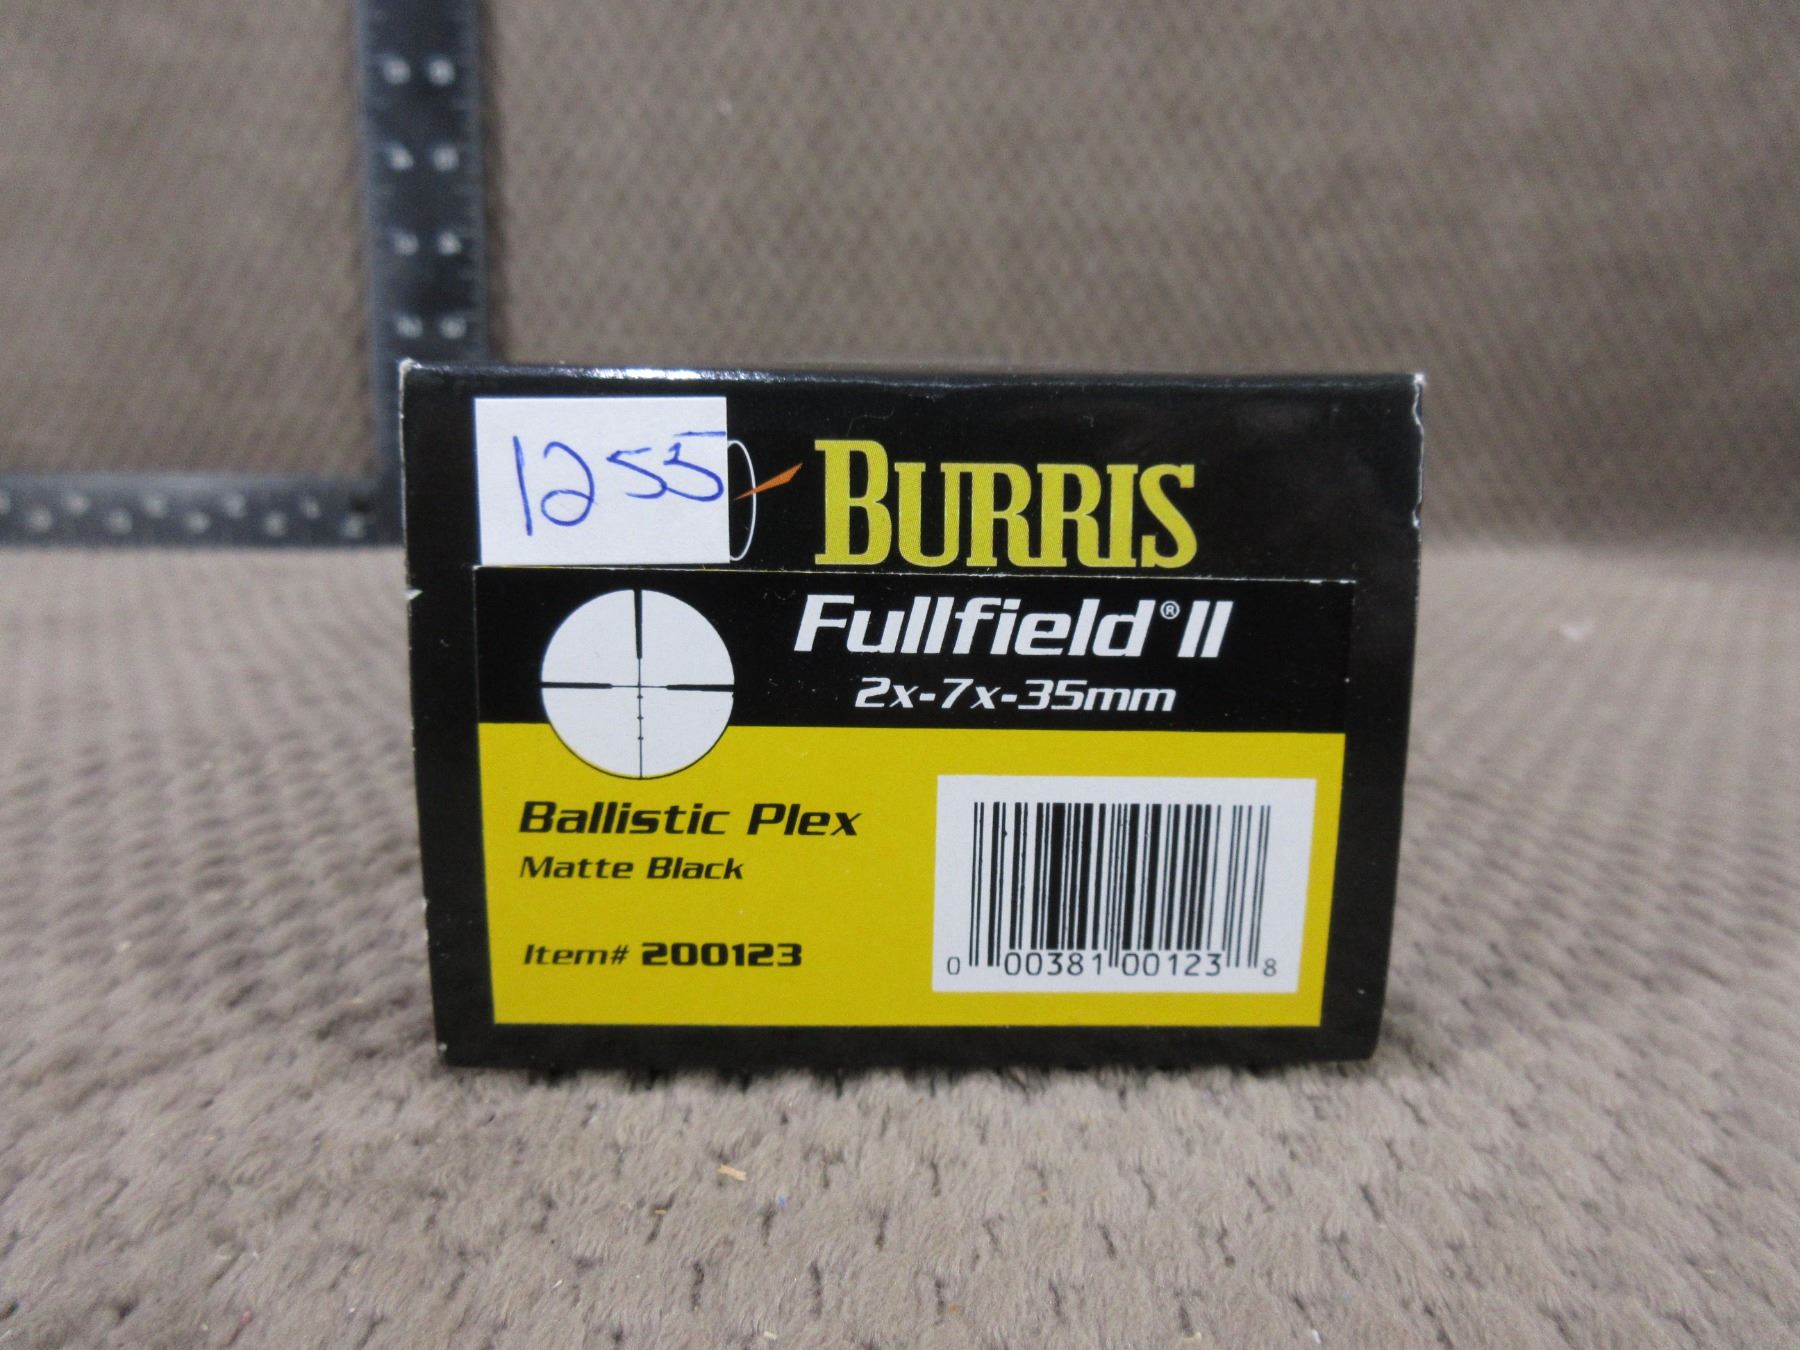 1255
BURRIS
Fullfield® II
2x-7x-35mm
Ballistic Plex
Matte Black
Item# 200123
0 00381 00123 8